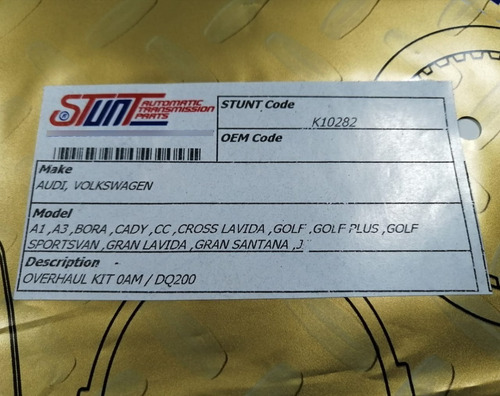 STUNT AUTOMATIC
TRANSMISSION
PARTS
STUNT Code
K10282
OEM Code
Make
AUDI, VOLKSWAGEN
Model
A1 ,A3 ,BORA ,CADY ,CC ,CROSS LAVIDA ,GOLF ,GOLF PLUS ,GOLF
SPORTSVAN ,GRAN LAVIDA ,GRAN SANTANA ,J
Description -
OVERHAUL KIT 0AM / DQ200